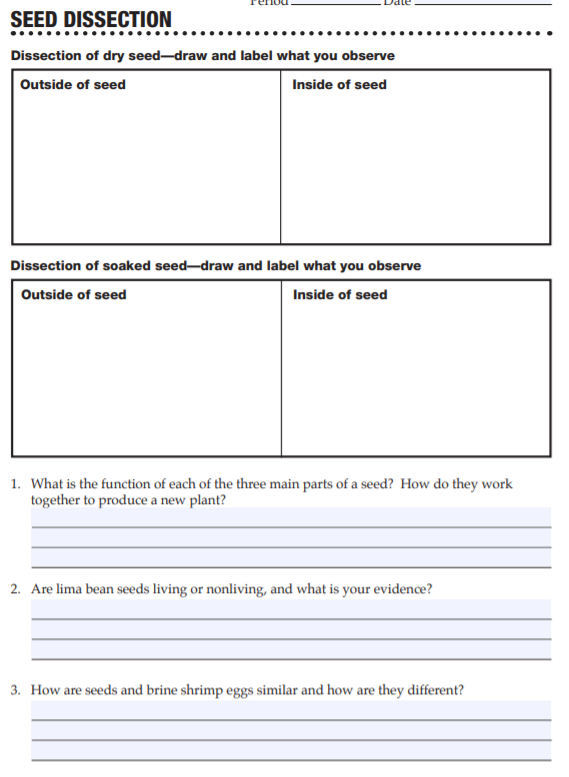 Period Date
SEED DISSECTION
Dissection of dry seed—draw and label what you observe
Outside of seed Inside of seed
Dissection of soaked seed—draw and label what you observe
Outside of seed Inside of seed
1. What is the function of each of the three main parts of a seed? How do they work
together to produce a new plant?
2. Are lima bean seeds living or nonliving, and what is your evidence?
3. How are seeds and brine shrimp eggs similar and how are they different?